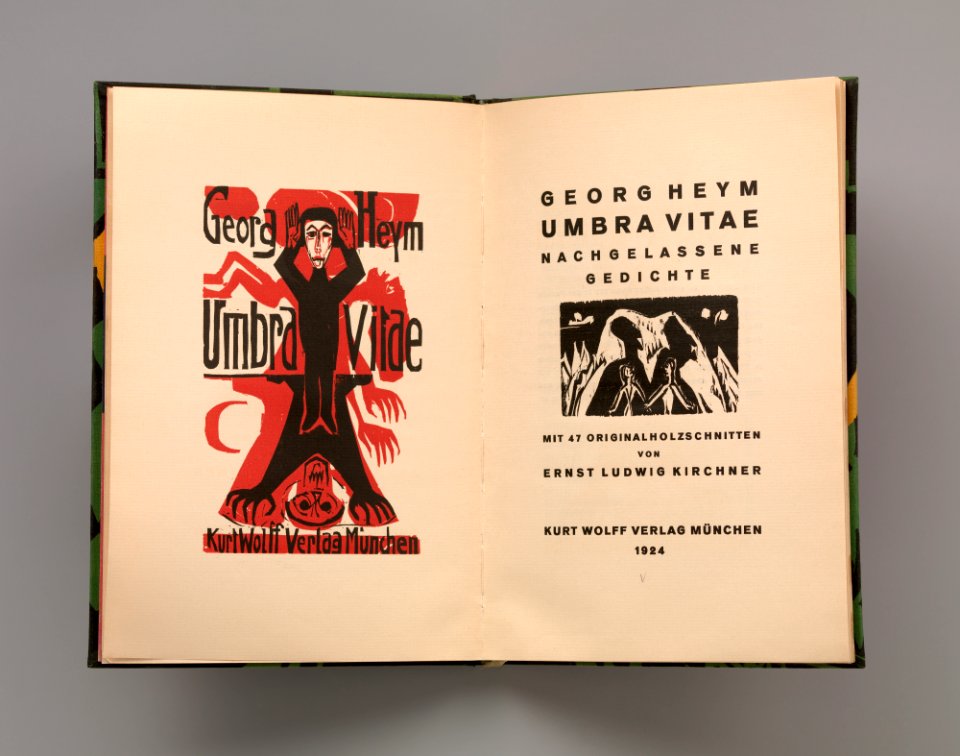 Georg Heym
Umbra Vitae
Kurt Wolff Verlag München
GEORG HEYM
UMBRA VITAE
NACHGELASSENE
GEDICHTE
MIT 47 ORIGINALHOLZSCHNITTEN
VON
ERNST LUDWIG KIRCHNER
KURT WOLFF VERLAG MÜNCHEN
1924